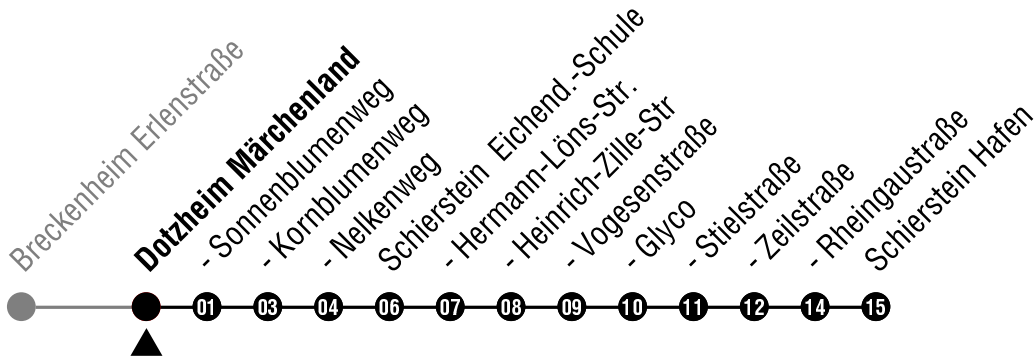 Breckenheim Erlenstraße
Dotzheim Märchenland
- Sonnenblumenweg
- Kornblumenweg
- Nelkenweg
Schierstein Eichend.-Schule
- Hermann-Löns-Str.
- Heinrich-Zille-Str
- Vogesenstraße
- Glyco
- Stielstraße
- Zeilstraße
- Rheingaustraße
Schierstein Hafen
01 03 04 06 07 08 09 10 11 12 14 15